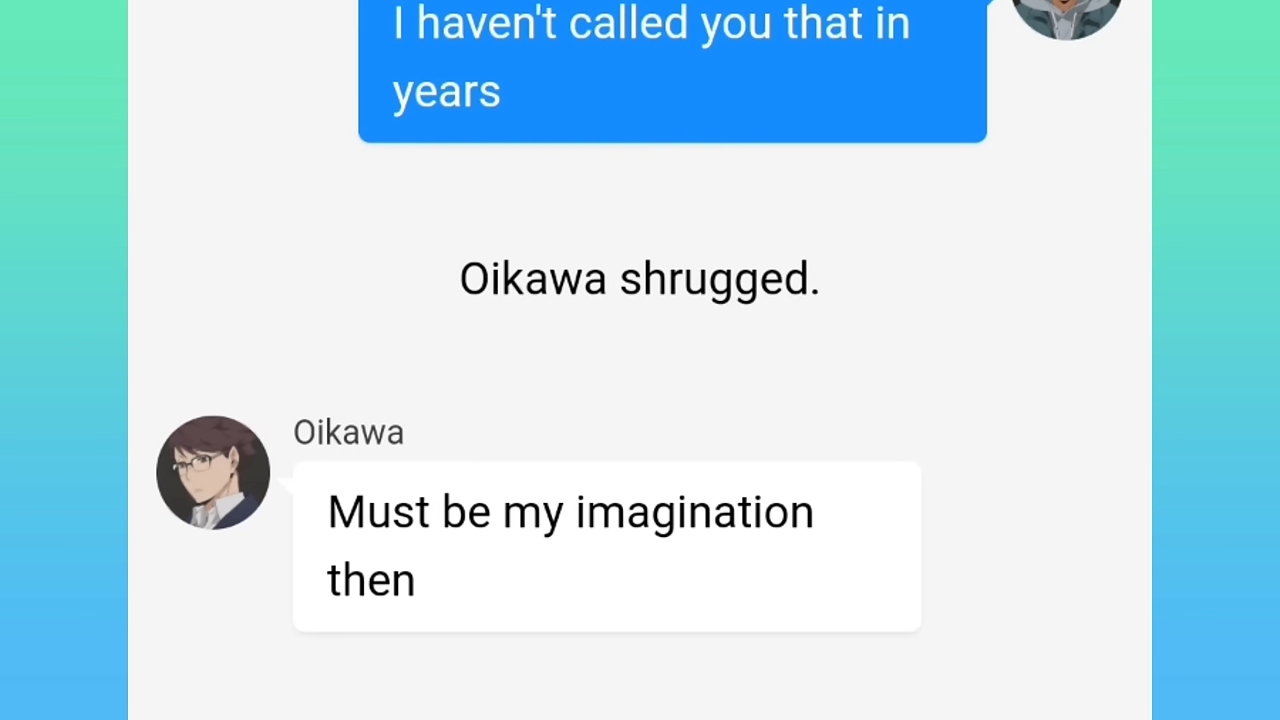 I haven't called you that in
years
Oikawa shrugged.
Oikawa
Must be my imagination
then